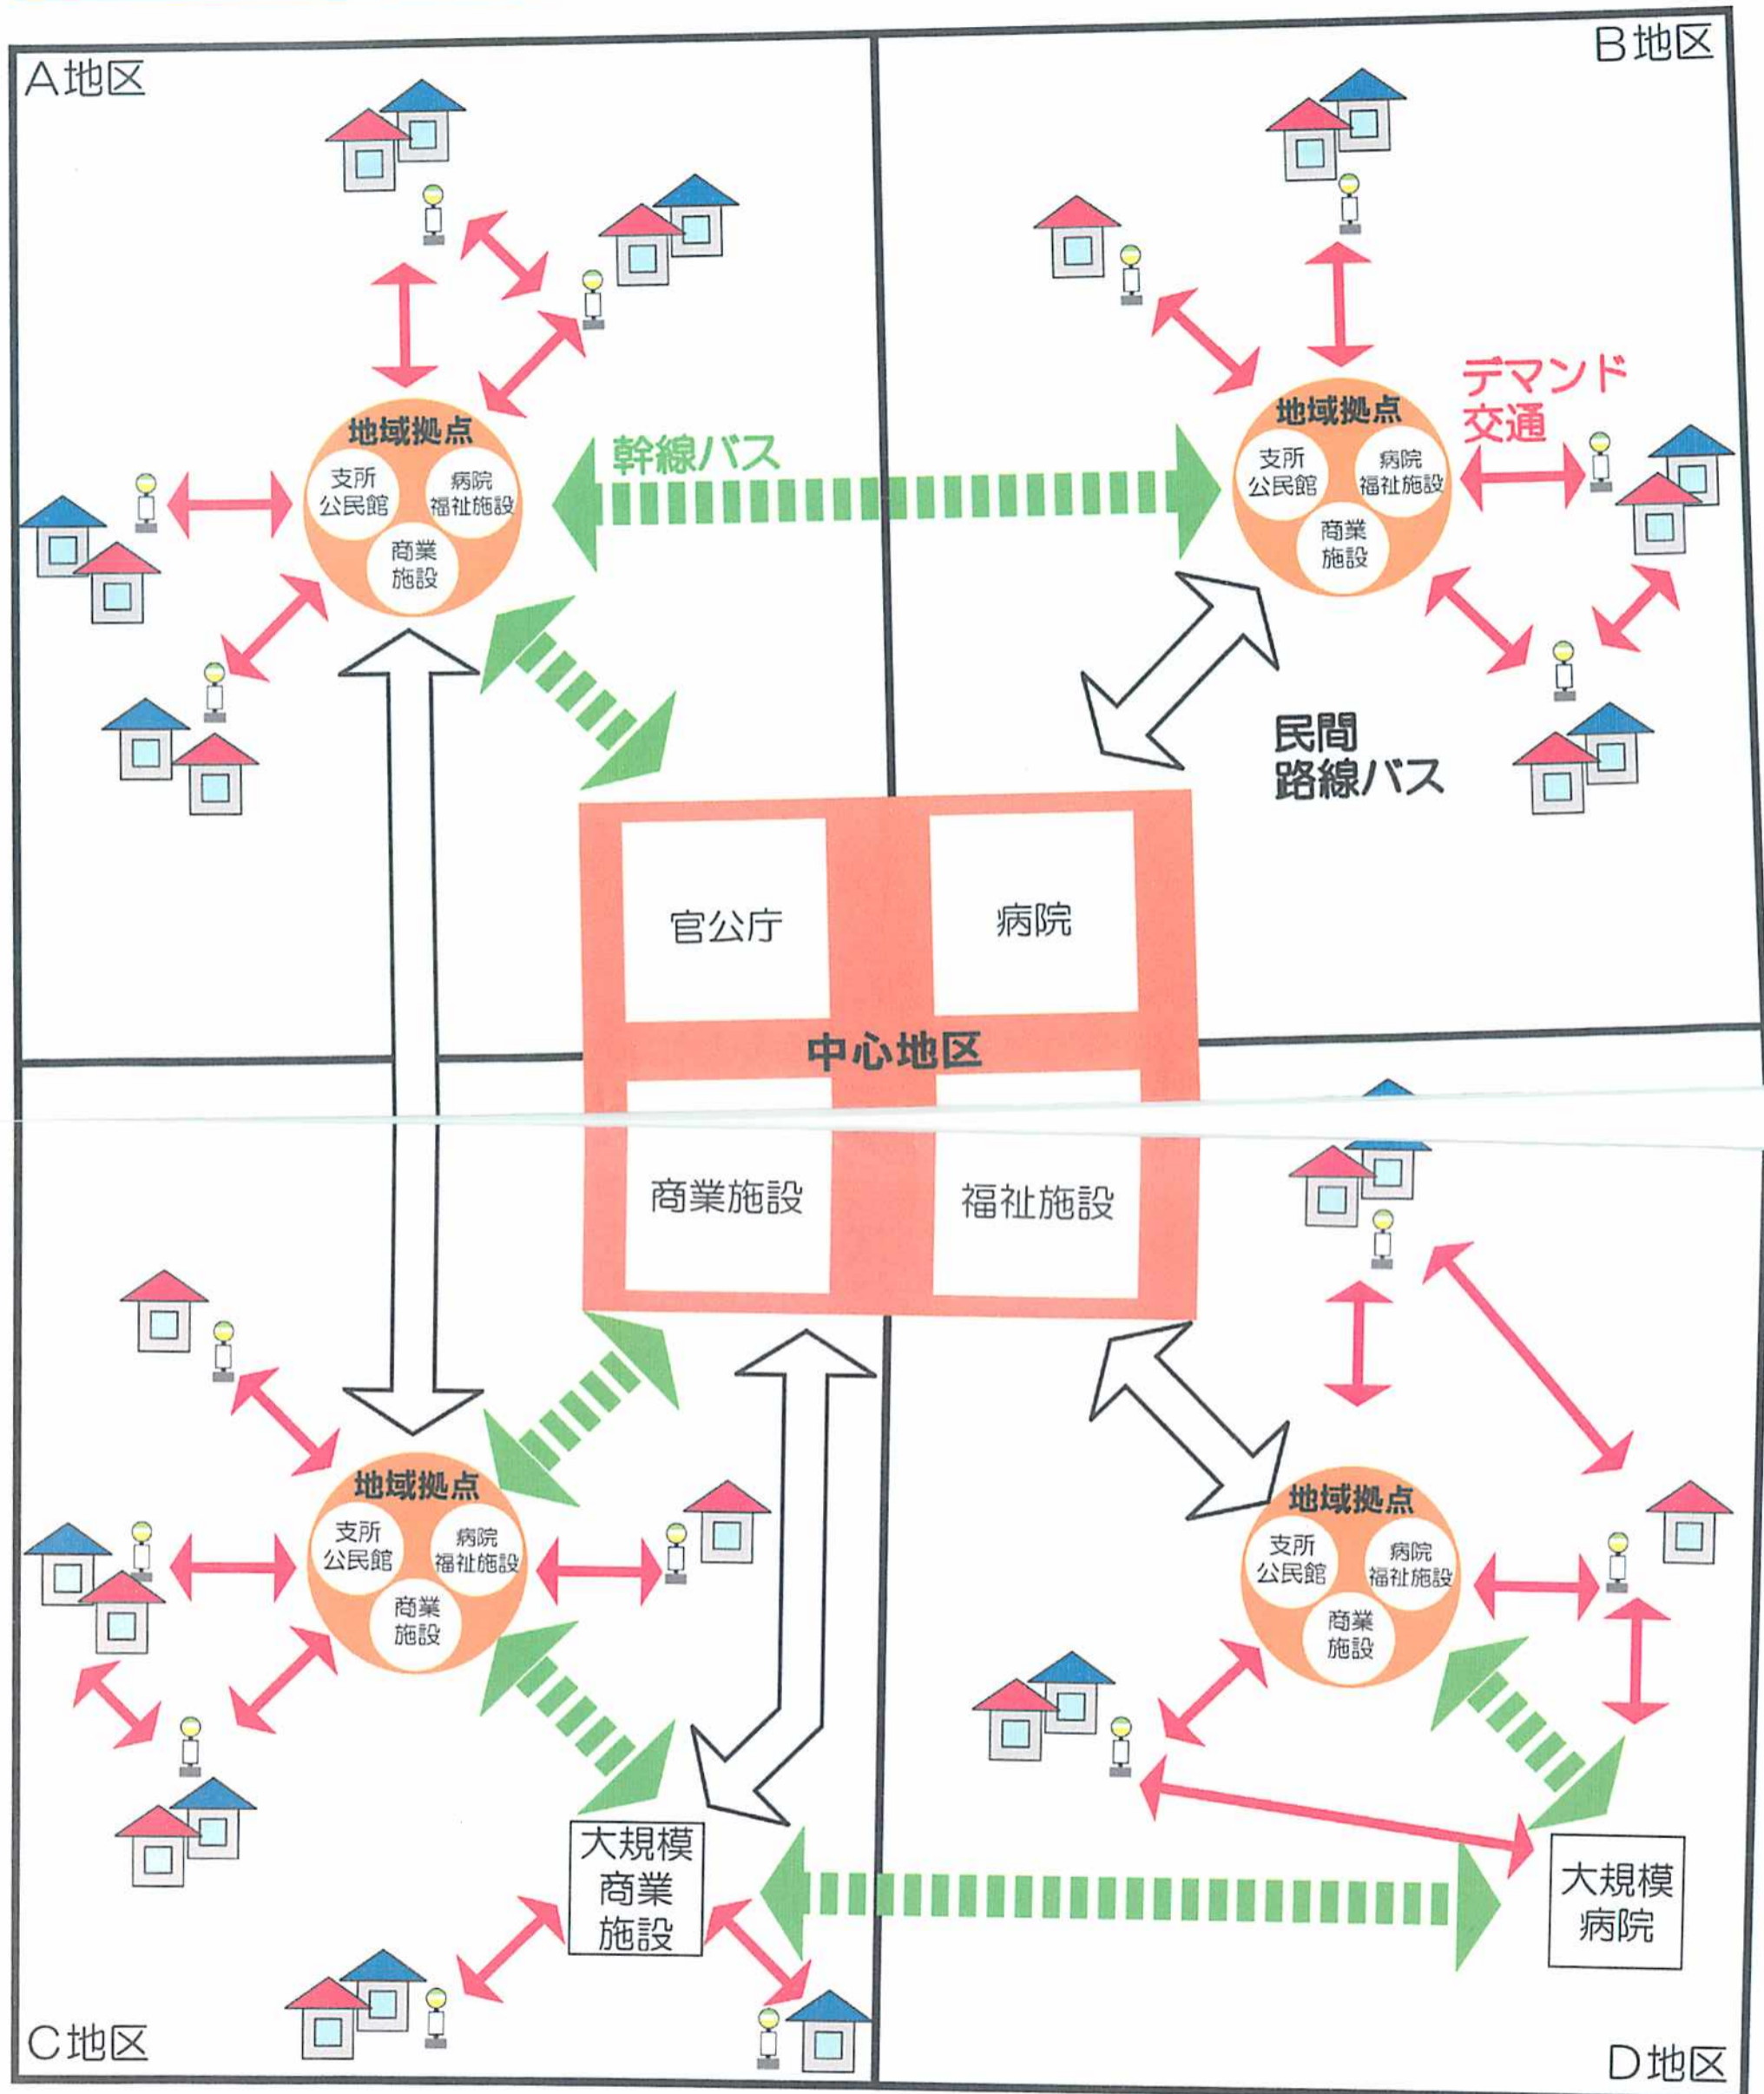 A地区
B地区
地域拠点
支所
公民館
病院
福祉施設
商業
施設
幹線バス
地域拠点
支所
公民館
病院
福祉施設
商業
施設
デマンド
交通
民間
路線バス
官公庁
病院
中心地区
商業施設
福祉施設
地域拠点
支所
公民館
病院
福祉施設
商業
施設
地域拠点
支所
公民館
病院
福祉施設
商業
施設
大規模
商業
施設
大規模
病院
C地区
D地区